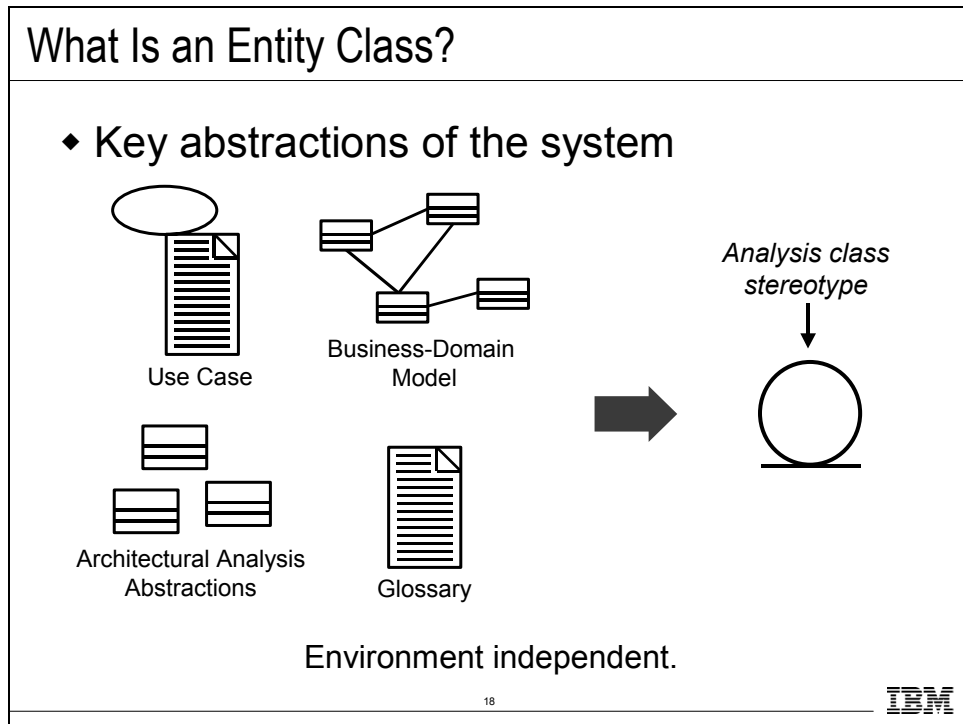 What Is an Entity Class?
◆ Key abstractions of the system
Use Case
Business-Domain
Model
Analysis class
stereotype
Architectural Analysis
Abstractions
Glossary
Environment independent.
18
IBM